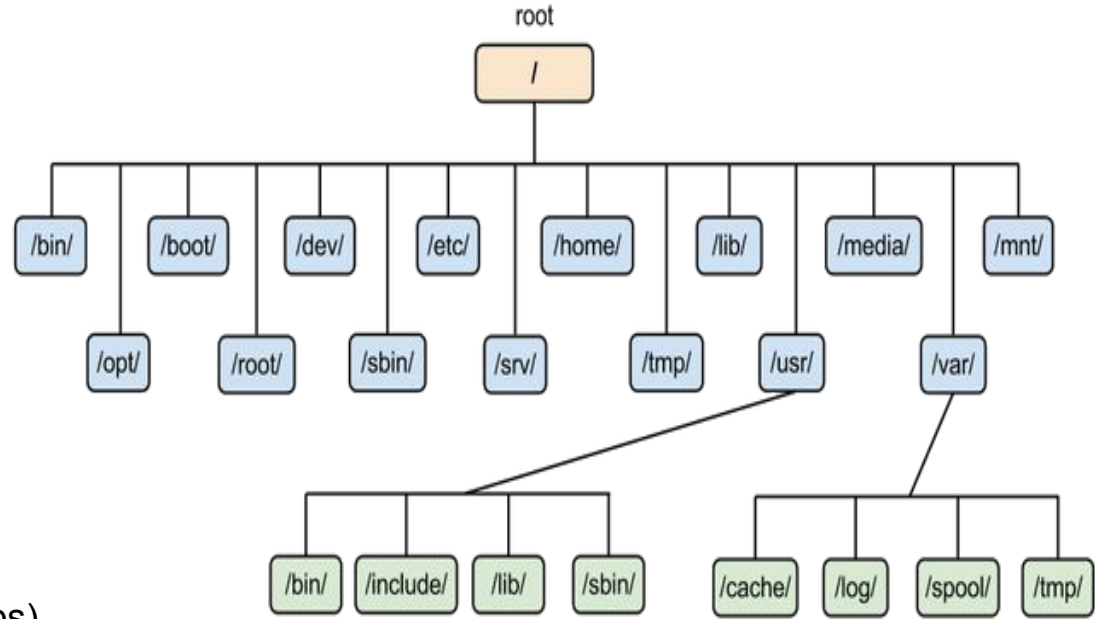 root
/
/bin/ /boot/ /dev/ /etc/ /home/ /lib/ /media/ /mnt/
/opt/ /root/ /sbin/ /srv/ /tmp/ /usr/ /var/
/bin/ /include/ /lib/ /sbin/ /cache/ /log/ /spool/ /tmp/